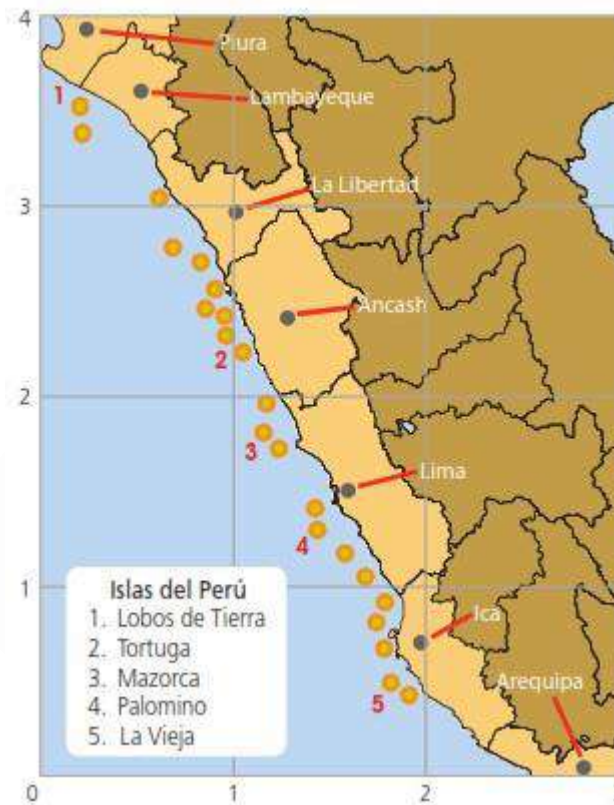 4
Piura
1
Lambayeque
La Libertad
3
Ancash
2
2
3
Lima
4
1
Islas del Perú
1. Lobos de Tierra
2. Tortuga
3. Mazorca
4. Palomino
5. La Vieja
Ica
Arequipa
5
0
1
2